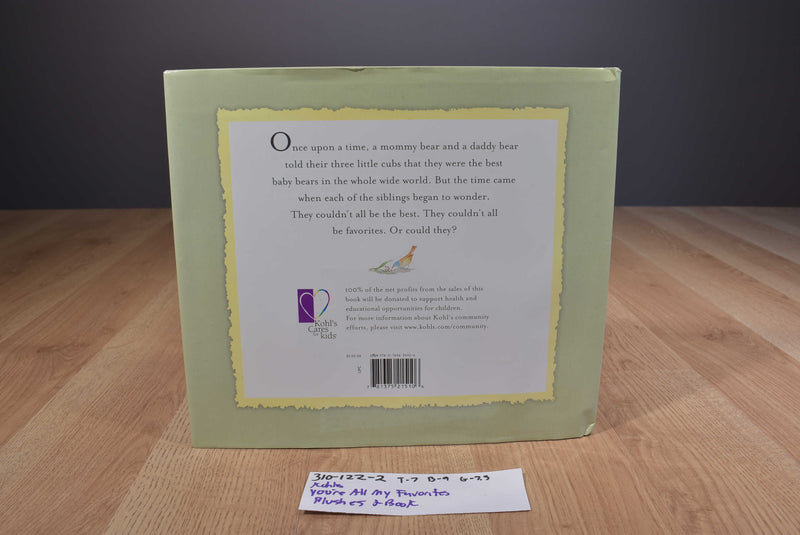 Once upon a time, a mommy bear and a daddy bear
told their three little cubs that they were the best
baby bears in the whole wide world. But the time came
when each of the siblings began to wonder.
They couldn't all be the best. They couldn't all
be favorites. Or could they?
100% of the net profits from the sales of this
book will be donated to support health and
educational opportunities for children.
For more information about Kohl's community
efforts, please visit www.kohls.com/community.
Kohl's
Cares for
kids
ISBN
310-122-2 T-7 B-9 G-23
Kohls
You're All My Favorites
Plushes & Book